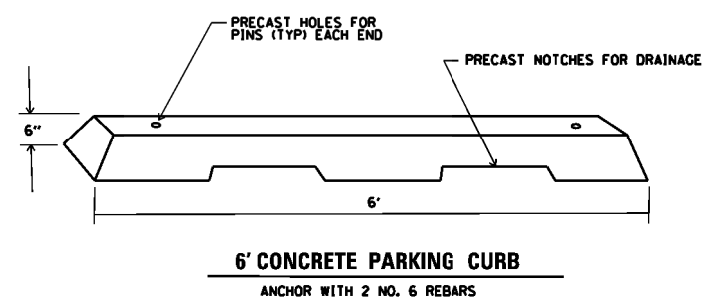 PRECAST HOLES FOR
PINS (TYP) EACH END
PRECAST NOTCHES FOR DRAINAGE
6"
6'
6' CONCRETE PARKING CURB
ANCHOR WITH 2 NO. 6 REBARS